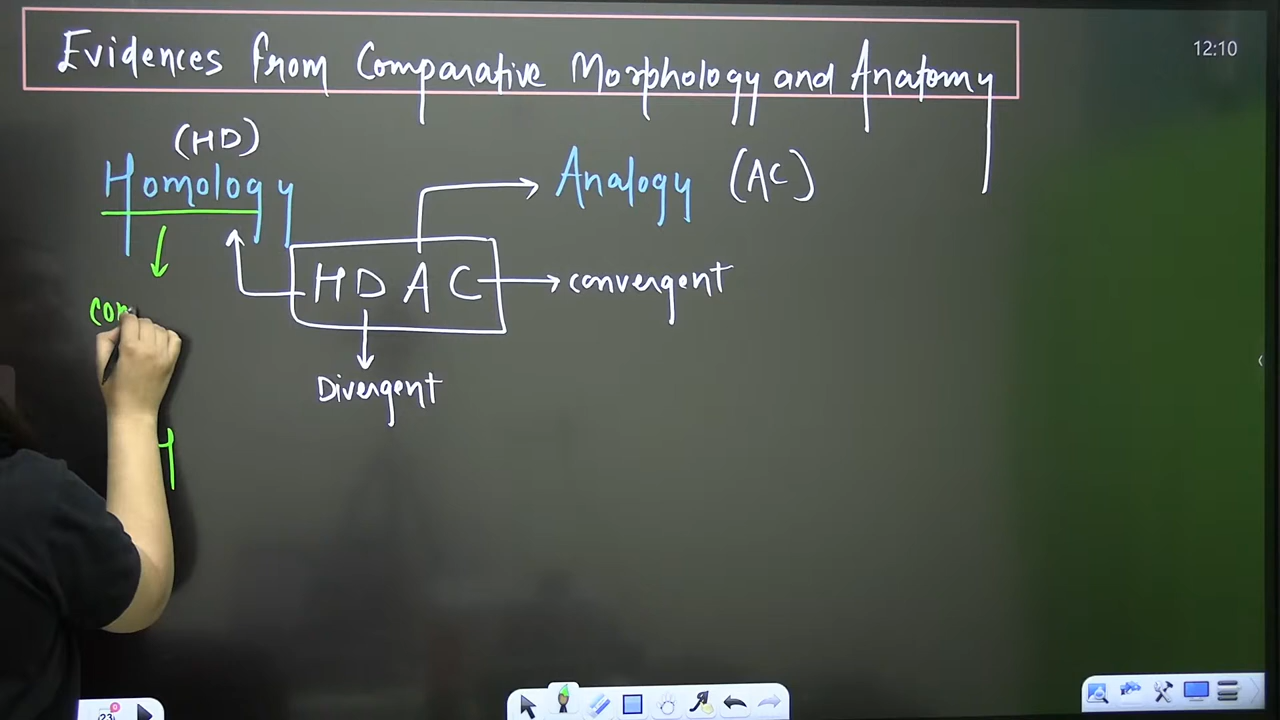 Evidences from Comparative Morphology and Anatomy
12:10
(HD)
Homology
Analogy (AC)
HDAC
convergent
Divergent